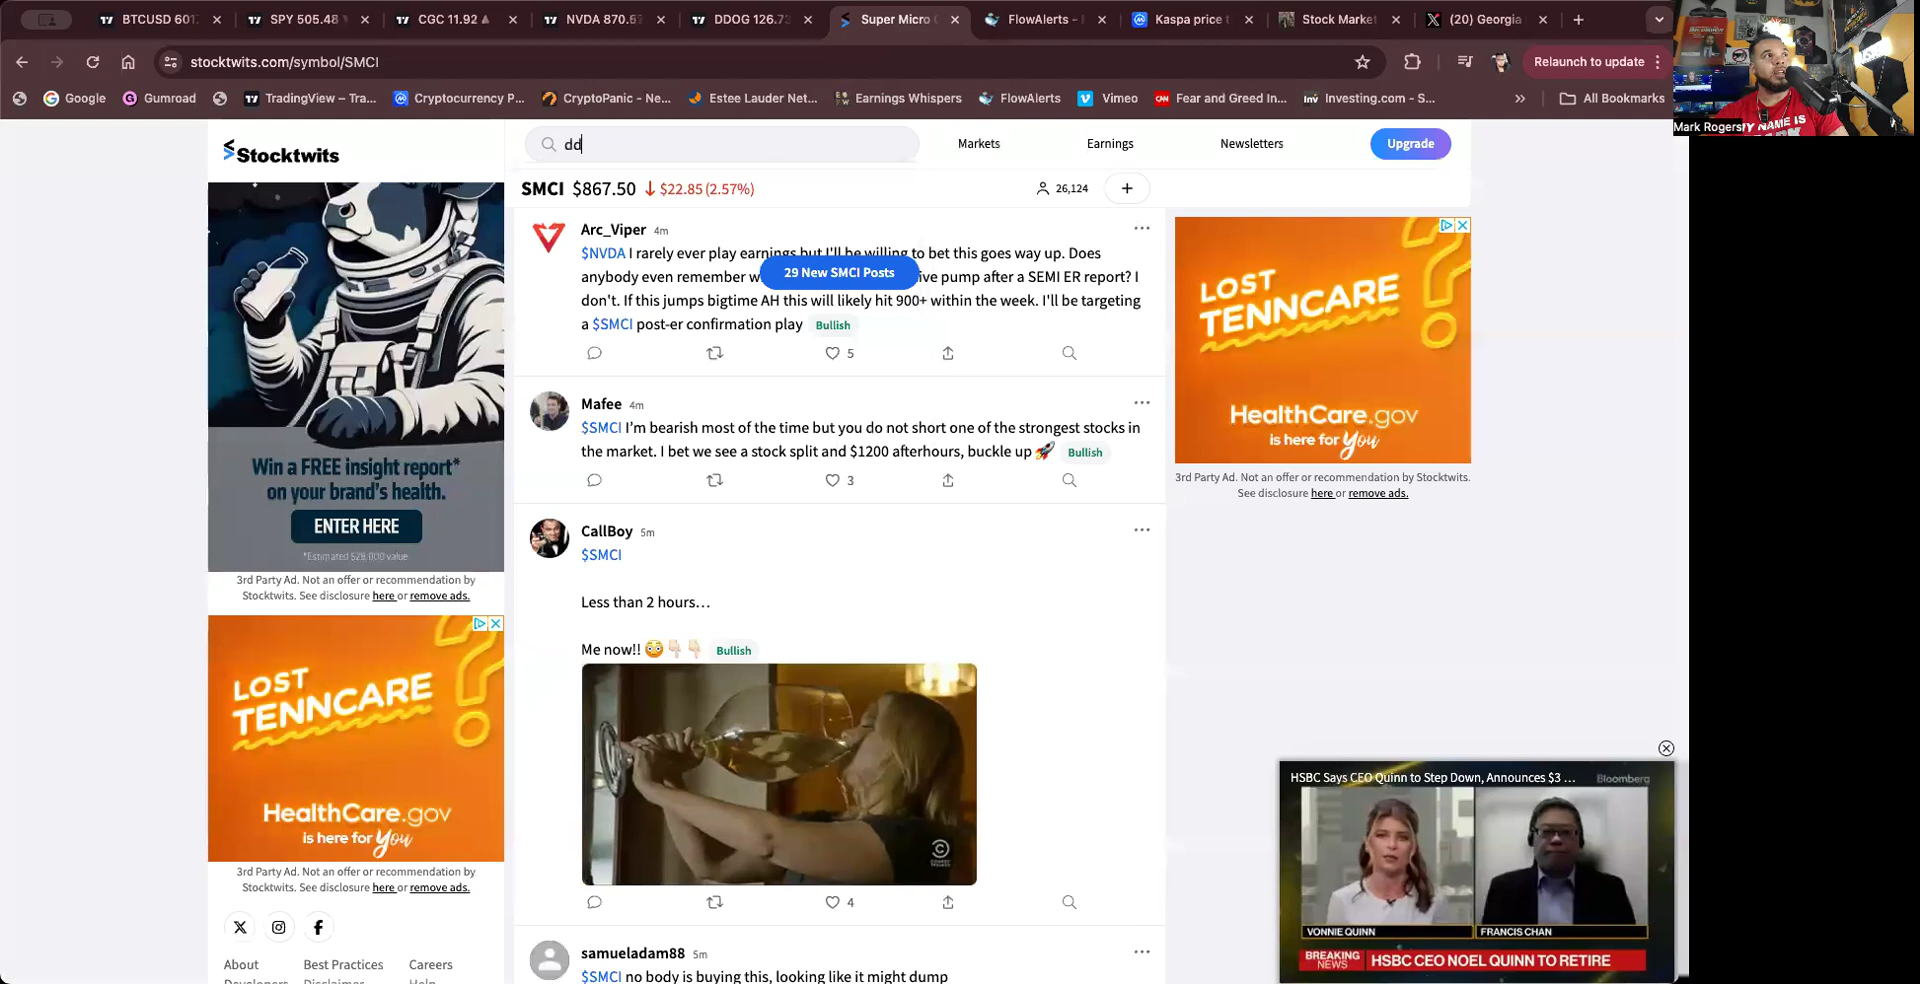 BTCUSD 601
SPY 505.48
CGC 11.92
NVDA 870.6
DDOG 126.7
Super Micro
FlowAlerts –
Kaspa price t
Stock Market
(20) Georgia
stocktwits.com/symbol/SMCI
Relaunch to update
Google
Gumroad
TradingView – Tra...
Cryptocurrency P...
CryptoPanic - Ne...
Estee Lauder Net...
Earnings Whispers
FlowAlerts
Vimeo
Fear and Greed In...
Investing.com - S...
»
All Bookmarks
Mark Rogers
Y NAME IS
Stocktwits
dd
Markets
Earnings
Newsletters
Upgrade
SMCI $867.50 ↓ $22.85 (2.57%)
26,124
Arc_Viper 4m
$NVDA I rarely ever play earnings but I'll be willing to bet this goes way up. Does
anybody even remember w
29 New SMCI Posts
ive pump after a SEMI ER report? I
don't. If this jumps bigtime AH this will likely hit 900+ within the week. I'll be targeting
a $SMCI post-er confirmation play Bullish
5
Mafee 4m
$SMCI I’m bearish most of the time but you do not short one of the strongest stocks in
the market. I bet we see a stock split and $1200 afterhours, buckle up 🚀 Bullish
3
CallBoy 5m
$SMCI
Less than 2 hours…
Me now!! 😳👇🏻👇🏻 Bullish
4
samueladam88 5m
$SMCI no body is buying this, looking like it might dump
Win a FREE insight report*
on your brand's health.
ENTER HERE
*Estimated $28,000 value
3rd Party Ad. Not an offer or recommendation by
Stocktwits. See disclosure here or remove ads.
LOST
TENNCARE
?
HealthCare.gov
is here for You
3rd Party Ad. Not an offer or recommendation by
Stocktwits. See disclosure here or remove ads.
About
Best Practices
Careers
Developers
Disclaimer
Help
LOST
TENNCARE
?
HealthCare.gov
is here for You
3rd Party Ad. Not an offer or recommendation by Stocktwits.
See disclosure here or remove ads.
HSBC Says CEO Quinn to Step Down, Announces $3 ...
Bloomberg
VONNIE QUINN
FRANCIS CHAN
BREAKING
NEWS
HSBC CEO NOEL QUINN TO RETIRE